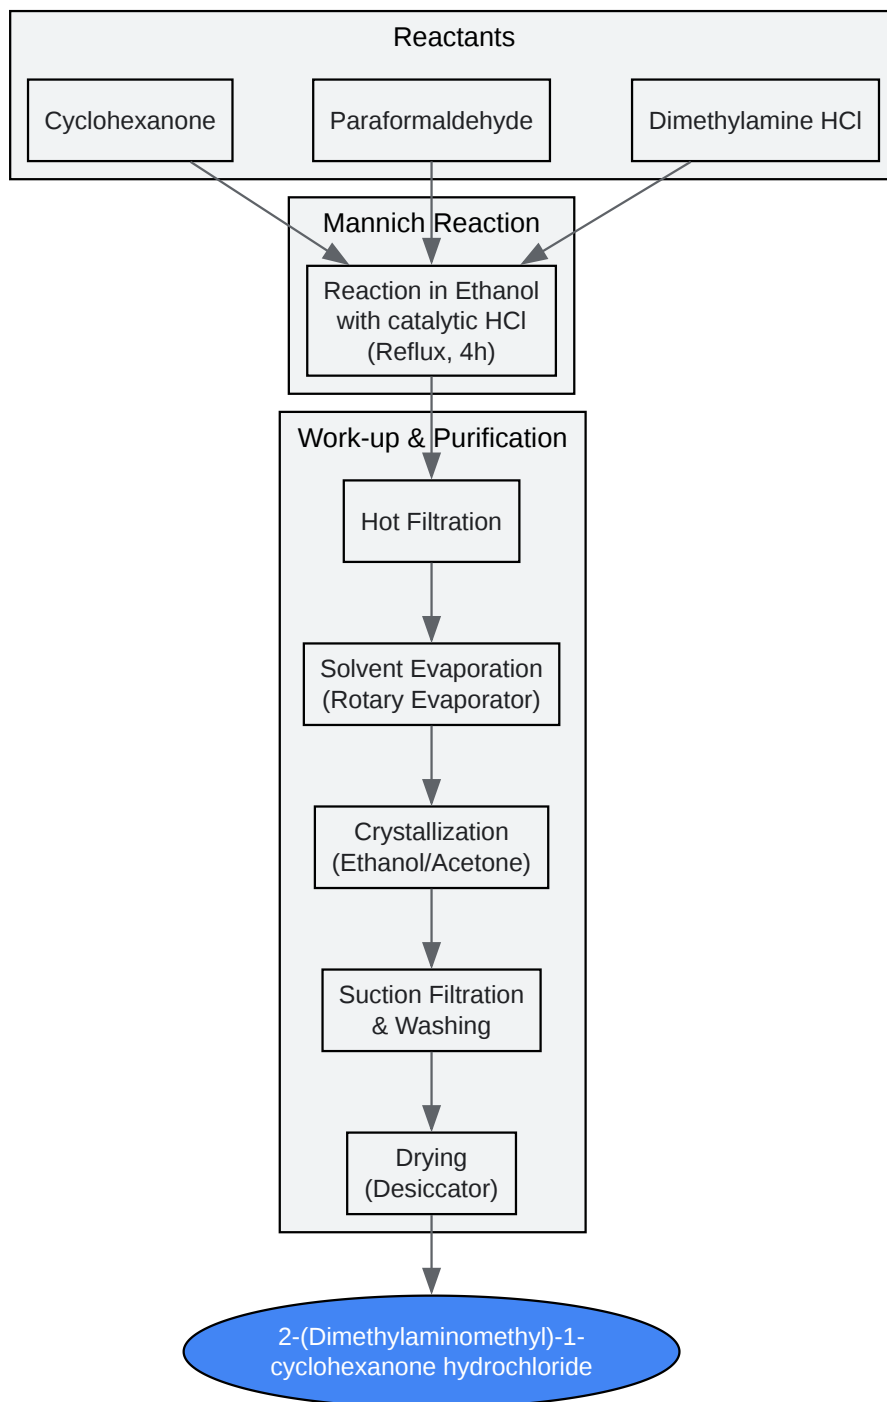 Reactants
Cyclohexanone
Paraformaldehyde
Dimethylamine HCl
Mannich Reaction
Reaction in Ethanol
with catalytic HCl
(Reflux, 4h)
Work-up & Purification
Hot Filtration
Solvent Evaporation
(Rotary Evaporator)
Crystallization
(Ethanol/Acetone)
Suction Filtration
& Washing
Drying
(Desiccator)
2-(Dimethylaminomethyl)-1-
cyclohexanone hydrochloride